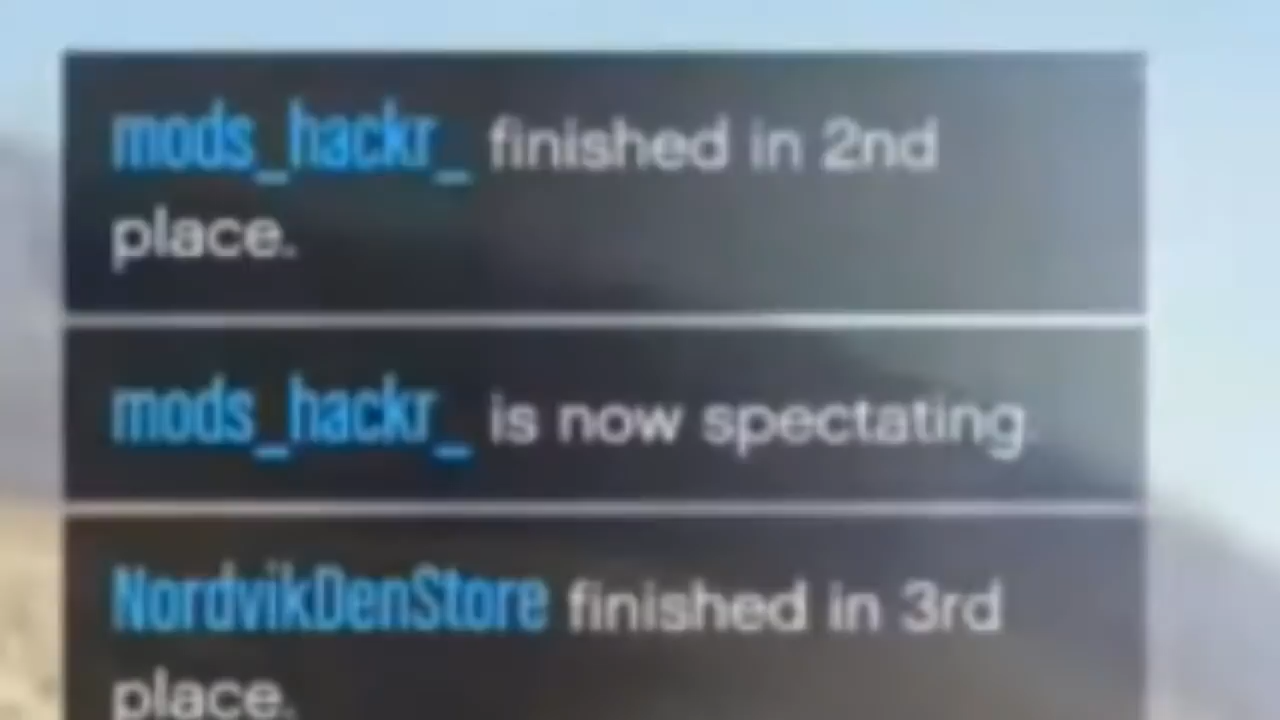 mods_hackr_ finished in 2nd
place.
mods_hackr_ is now spectating.
NordvikDenStore finished in 3rd
place.